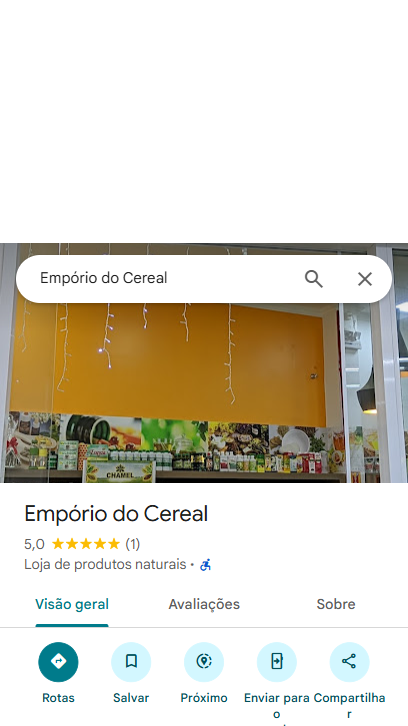 Empório do Cereal
CHAMEL
Empório do Cereal
5,0 (1)
Loja de produtos naturais ·
Visão geral
Avaliações
Sobre
Rotas
Salvar
Próximo
Enviar para o
Compartilhar